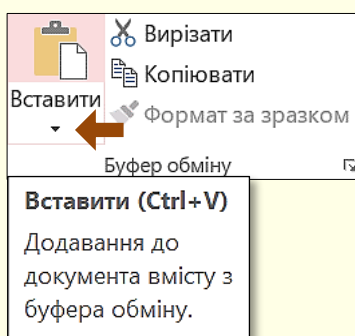 Вирізати
Копіювати
Вставити
Формат за зразком
Буфер обміну
Вставити (Ctrl+V)
Додавання до
документа вмісту з
буфера обміну.